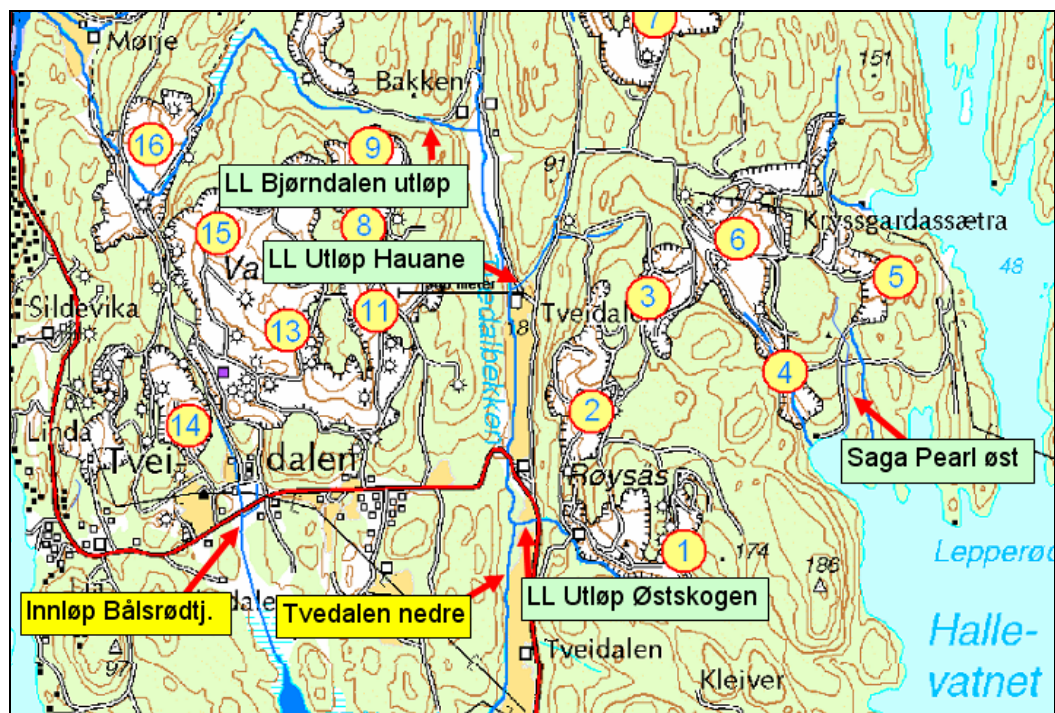 Mørje
7
151
Bakken
16
9
LL Bjørndalen utløp
91
Kryssgardassætra
15
8
6
Va
LL Utløp Hauane
5
48
3
Sildevika
13
11
18
Tveidalen
4
2
14
Linda
Saga Pearl øst
Tvei-
dalen
Røysås
1
174
186
Lepperød
Innløp Bålsrødtj.
Tvedalen nedre
LL Utløp Østskogen
97
Tveidalen
Kleiver
Halle-
vatnet